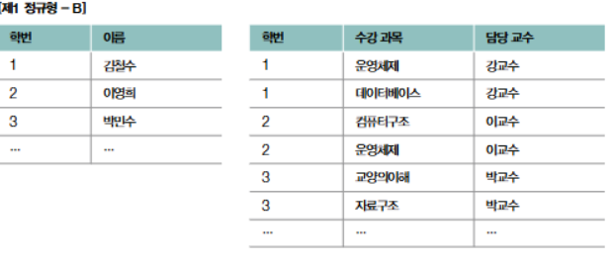 [제1 정규형 – B]
학번 이름
1 김철수
2 이영희
3 박민수
... ...
학번 수강 과목 담당 교수
1 운영체제 강교수
1 데이터베이스 강교수
2 컴퓨터구조 이교수
2 운영체제 이교수
3 교양의이해 박교수
3 자료구조 박교수
... ... ...